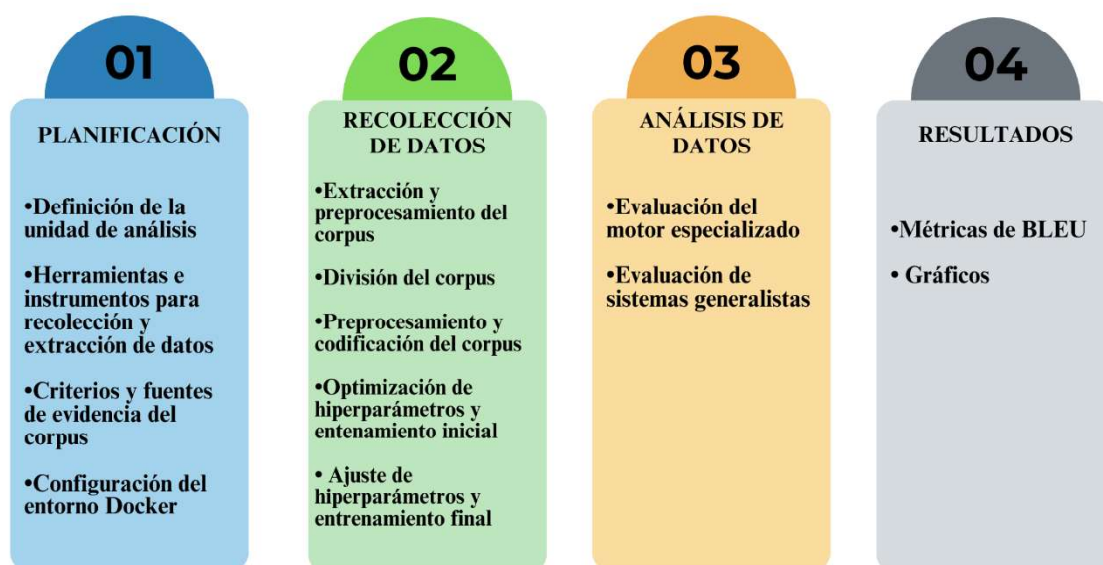 01
PLANIFICACIÓN
•Definición de la
unidad de análisis
•Herramientas e
instrumentos para
recolección y
extracción de datos
•Criterios y fuentes
de evidencia del
corpus
•Configuración del
entorno Docker
02
RECOLECCIÓN
DE DATOS
•Extracción y
preprocesamiento del
corpus
•División del corpus
•Preprocesamiento y
codificación del corpus
•Optimización de
hiperparámetros y
entenamiento inicial
• Ajuste de
hiperparámetros y
entrenamiento final
03
ANÁLISIS DE
DATOS
•Evaluación del
motor especializado
•Evaluación de
sistemas generalistas
04
RESULTADOS
•Métricas de BLEU
• Gráficos